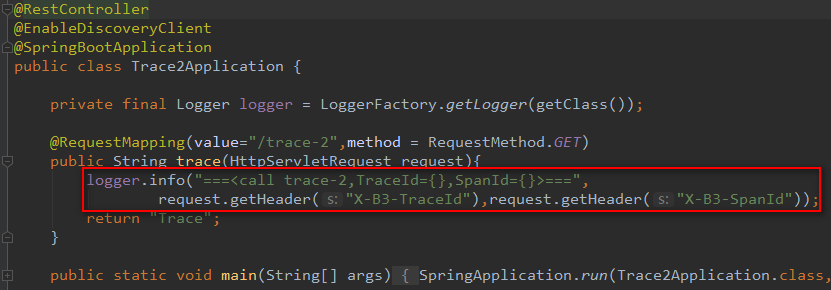 @RestController
@EnableDiscoveryClient
@SpringBootApplication
public class Trace2Application {
private final Logger logger = LoggerFactory.getLogger(getClass());
@RequestMapping(value="/trace-2",method = RequestMethod.GET)
public String trace(HttpServletRequest request){
logger.info("===<call trace-2,TraceId={},SpanId={}>===",
request.getHeader( s: "X-B3-TraceId"),request.getHeader( s: "X-B3-SpanId"));
return "Trace";
}
public static void main(String[] args) { SpringApplication.run(Trace2Application.class,